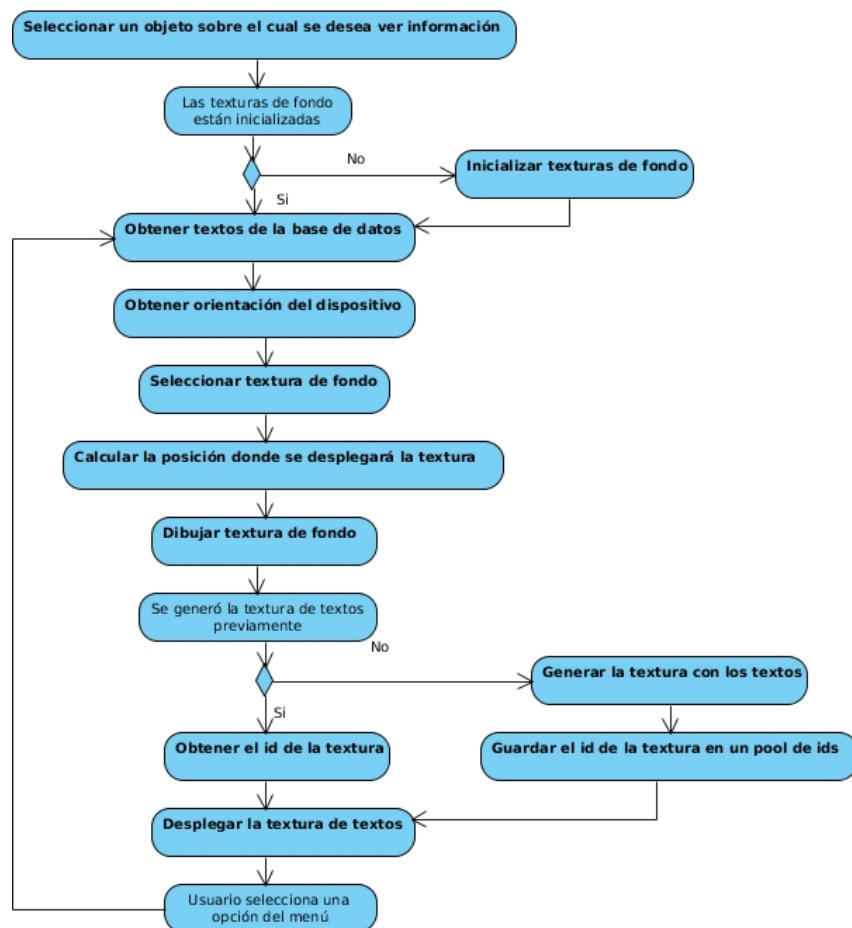 Seleccionar un objeto sobre el cual se desea ver información
Las texturas de fondo
están inicializadas
No
Inicializar texturas de fondo
Si
Obtener textos de la base de datos
Obtener orientación del dispositivo
Seleccionar textura de fondo
Calcular la posición donde se desplegará la textura
Dibujar textura de fondo
Se generó la textura de textos
previamente
No
Generar la textura con los textos
Si
Obtener el id de la textura
Guardar el id de la textura en un pool de ids
Desplegar la textura de textos
Usuario selecciona una
opción del menú